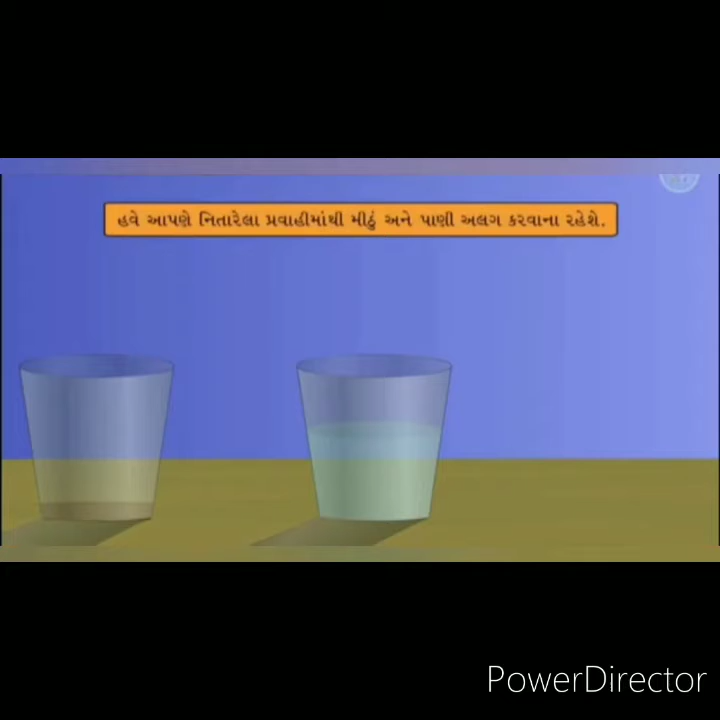 હવે આપણે નિતારેલા પ્રવાહીમાંથી મીઠું અને પાણી અલગ કરવાના રહેશે.
PowerDirector